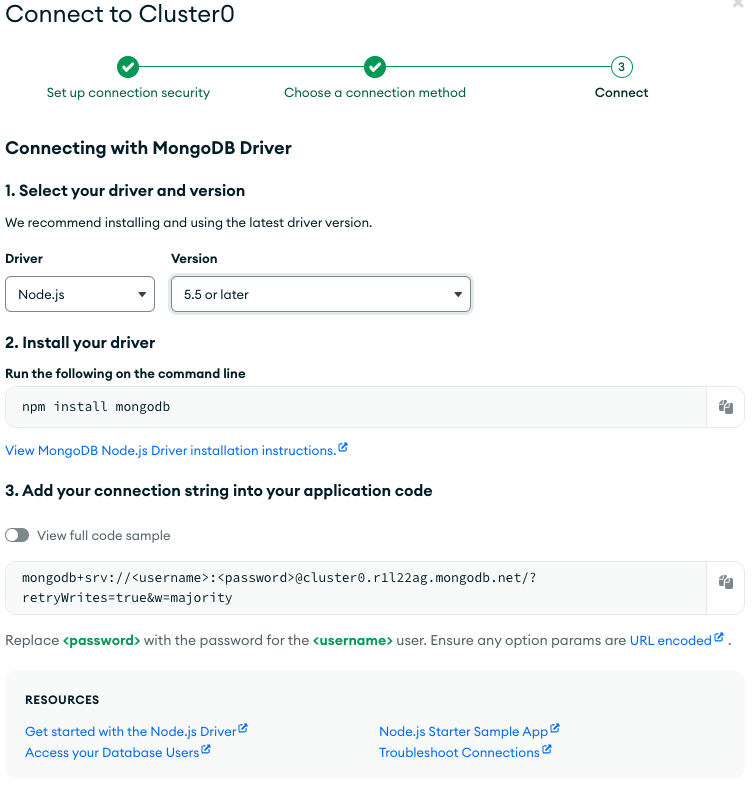 Connect to Cluster0
3
Set up connection security
Choose a connection method
Connect
Connecting with MongoDB Driver
1. Select your driver and version
We recommend installing and using the latest driver version.
Driver
Version
Node.js
5.5 or later
2. Install your driver
Run the following on the command line
npm install mongodb
View MongoDB Node.js Driver installation instructions.
3. Add your connection string into your application code
View full code sample
mongodb+srv://<username>:<password>@cluster0.r1l22ag.mongodb.net/?
retryWrites=true&w=majority
Replace <password> with the password for the <username> user. Ensure any option params are URL encoded .
RESOURCES
Get started with the Node.js Driver
Node.js Starter Sample App
Access your Database Users
Troubleshoot Connections